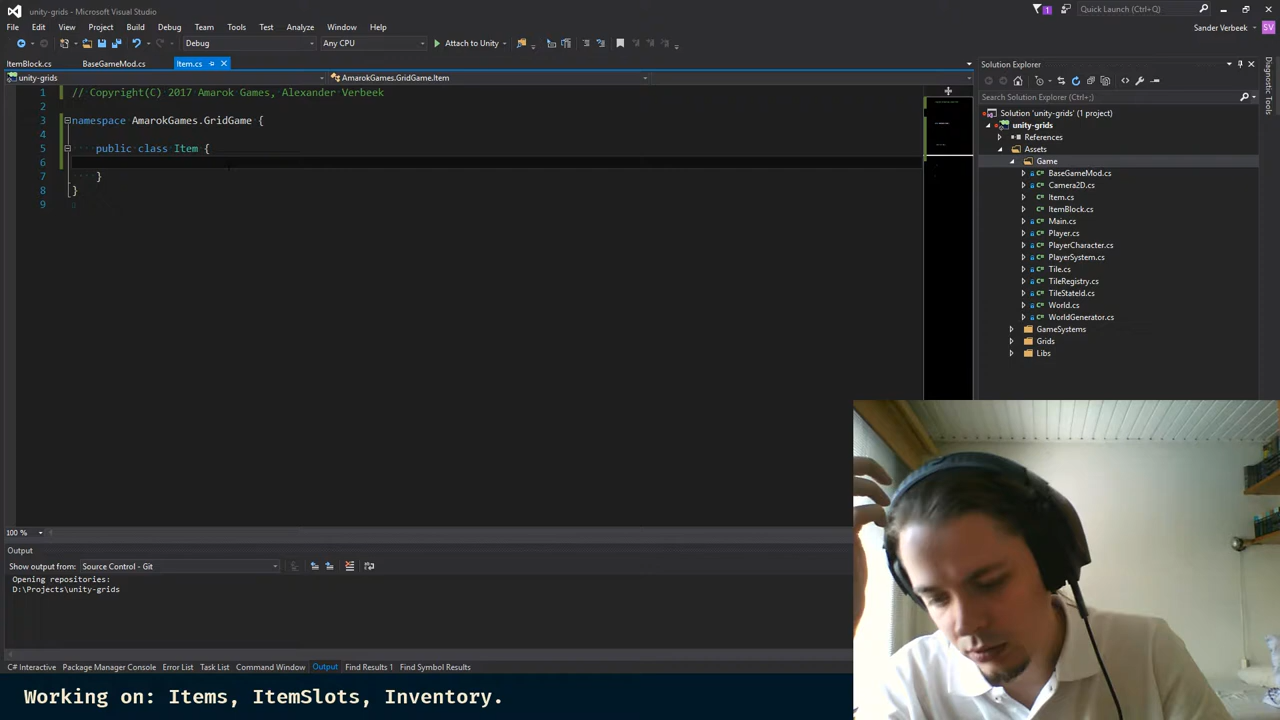 unity-grids - Microsoft Visual Studio
1
Quick Launch (Ctrl+Q)
File Edit View Project Build Debug Team Tools Architecture Test Analyze Window Help
Sander Verbeek SV
Debug Any CPU Attach to Unity
ItemBlock.cs BaseGameMod.cs Item.cs
unity-grids AmarokGames.GridGame.Item
1 // Copyright(C) 2017 Amarok Games, Alexander Verbeek
2
3 namespace AmarokGames.GridGame {
4
5 public class Item {
6
7 }
8 }
9
100 %
Output
Show output from: Source Control - Git
Opening repositories:
D:\Projects\unity-grids
C# Interactive Package Manager Console Error List Task List Command Window Output Find Results 1 Find Symbol Results
Solution Explorer
Search Solution Explorer (Ctrl+;)
Solution 'unity-grids' (1 project)
unity-grids
References
Assets
Game
C# BaseGameMod.cs
C# Camera2D.cs
C# Item.cs
C# ItemBlock.cs
C# Main.cs
C# Player.cs
C# PlayerCharacter.cs
C# PlayerSystem.cs
C# Tile.cs
C# TileRegistry.cs
C# TileStateId.cs
C# World.cs
C# WorldGenerator.cs
GameSystems
Grids
Libs
Diagnostic Tools
Working on: Items, ItemSlots, Inventory.